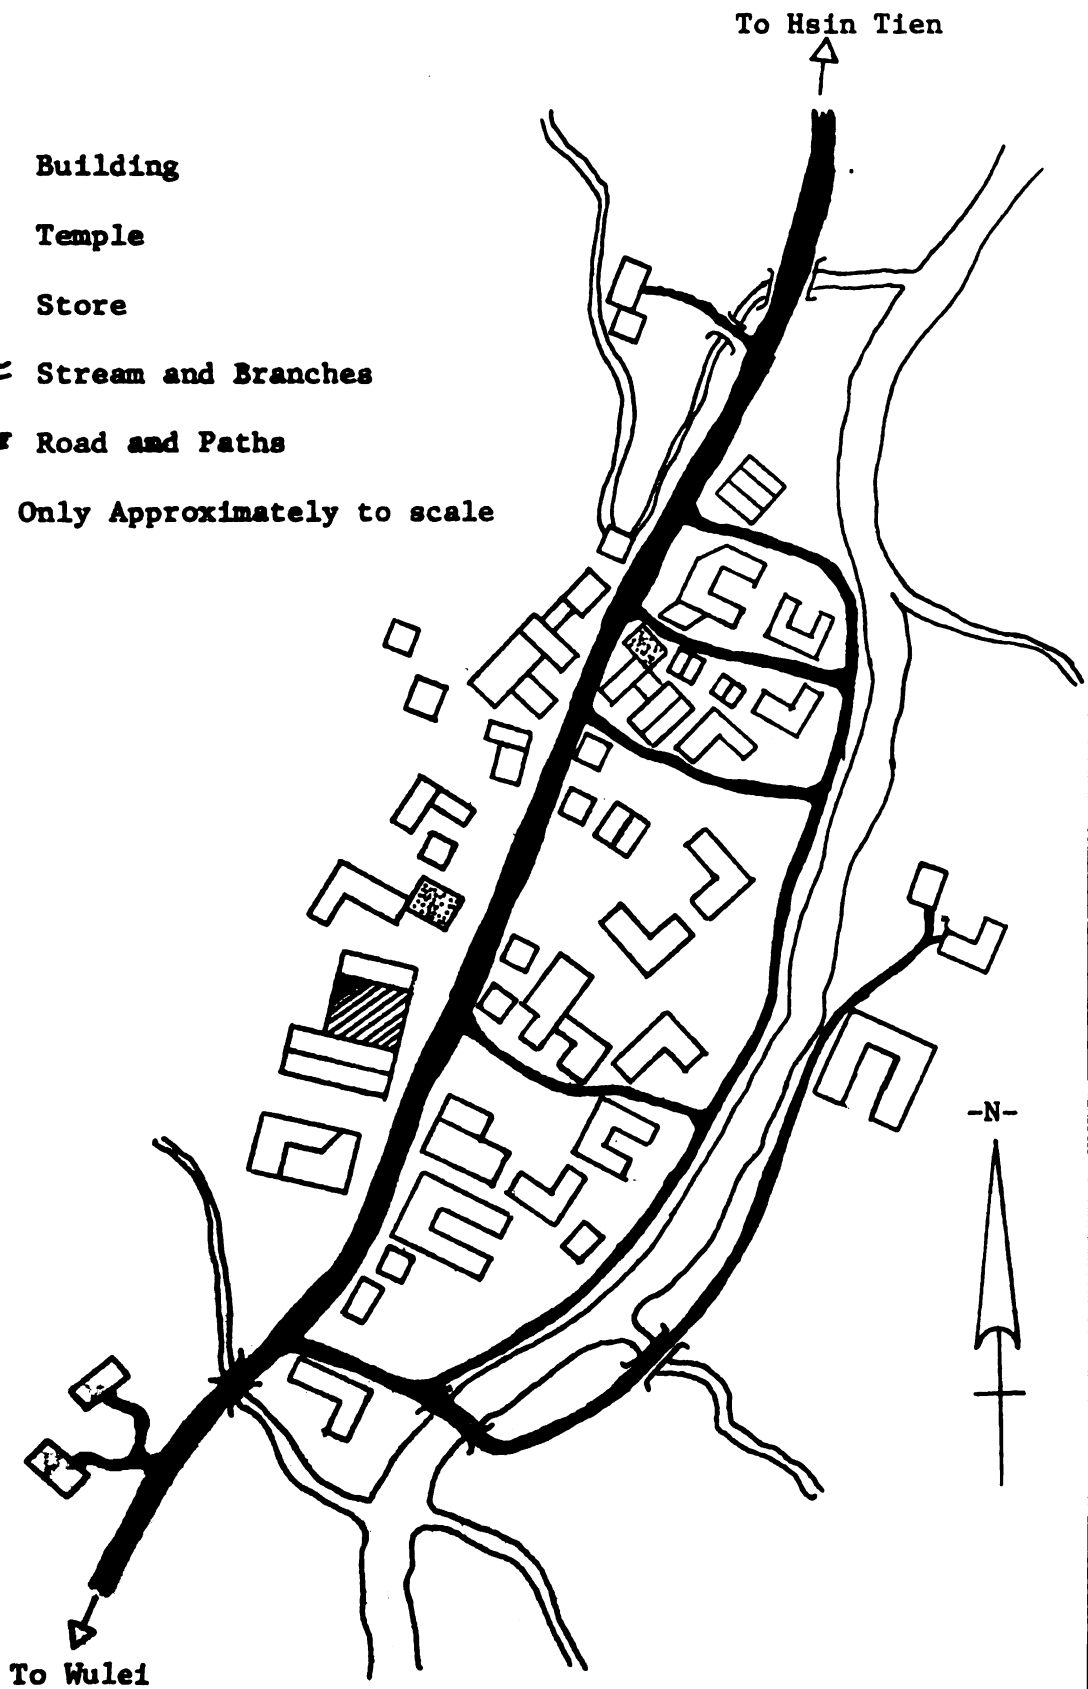 To Hsin Tien
Building
Temple
Store
Stream and Branches
Road and Paths
Only Approximately to scale
-N-
To Wulei